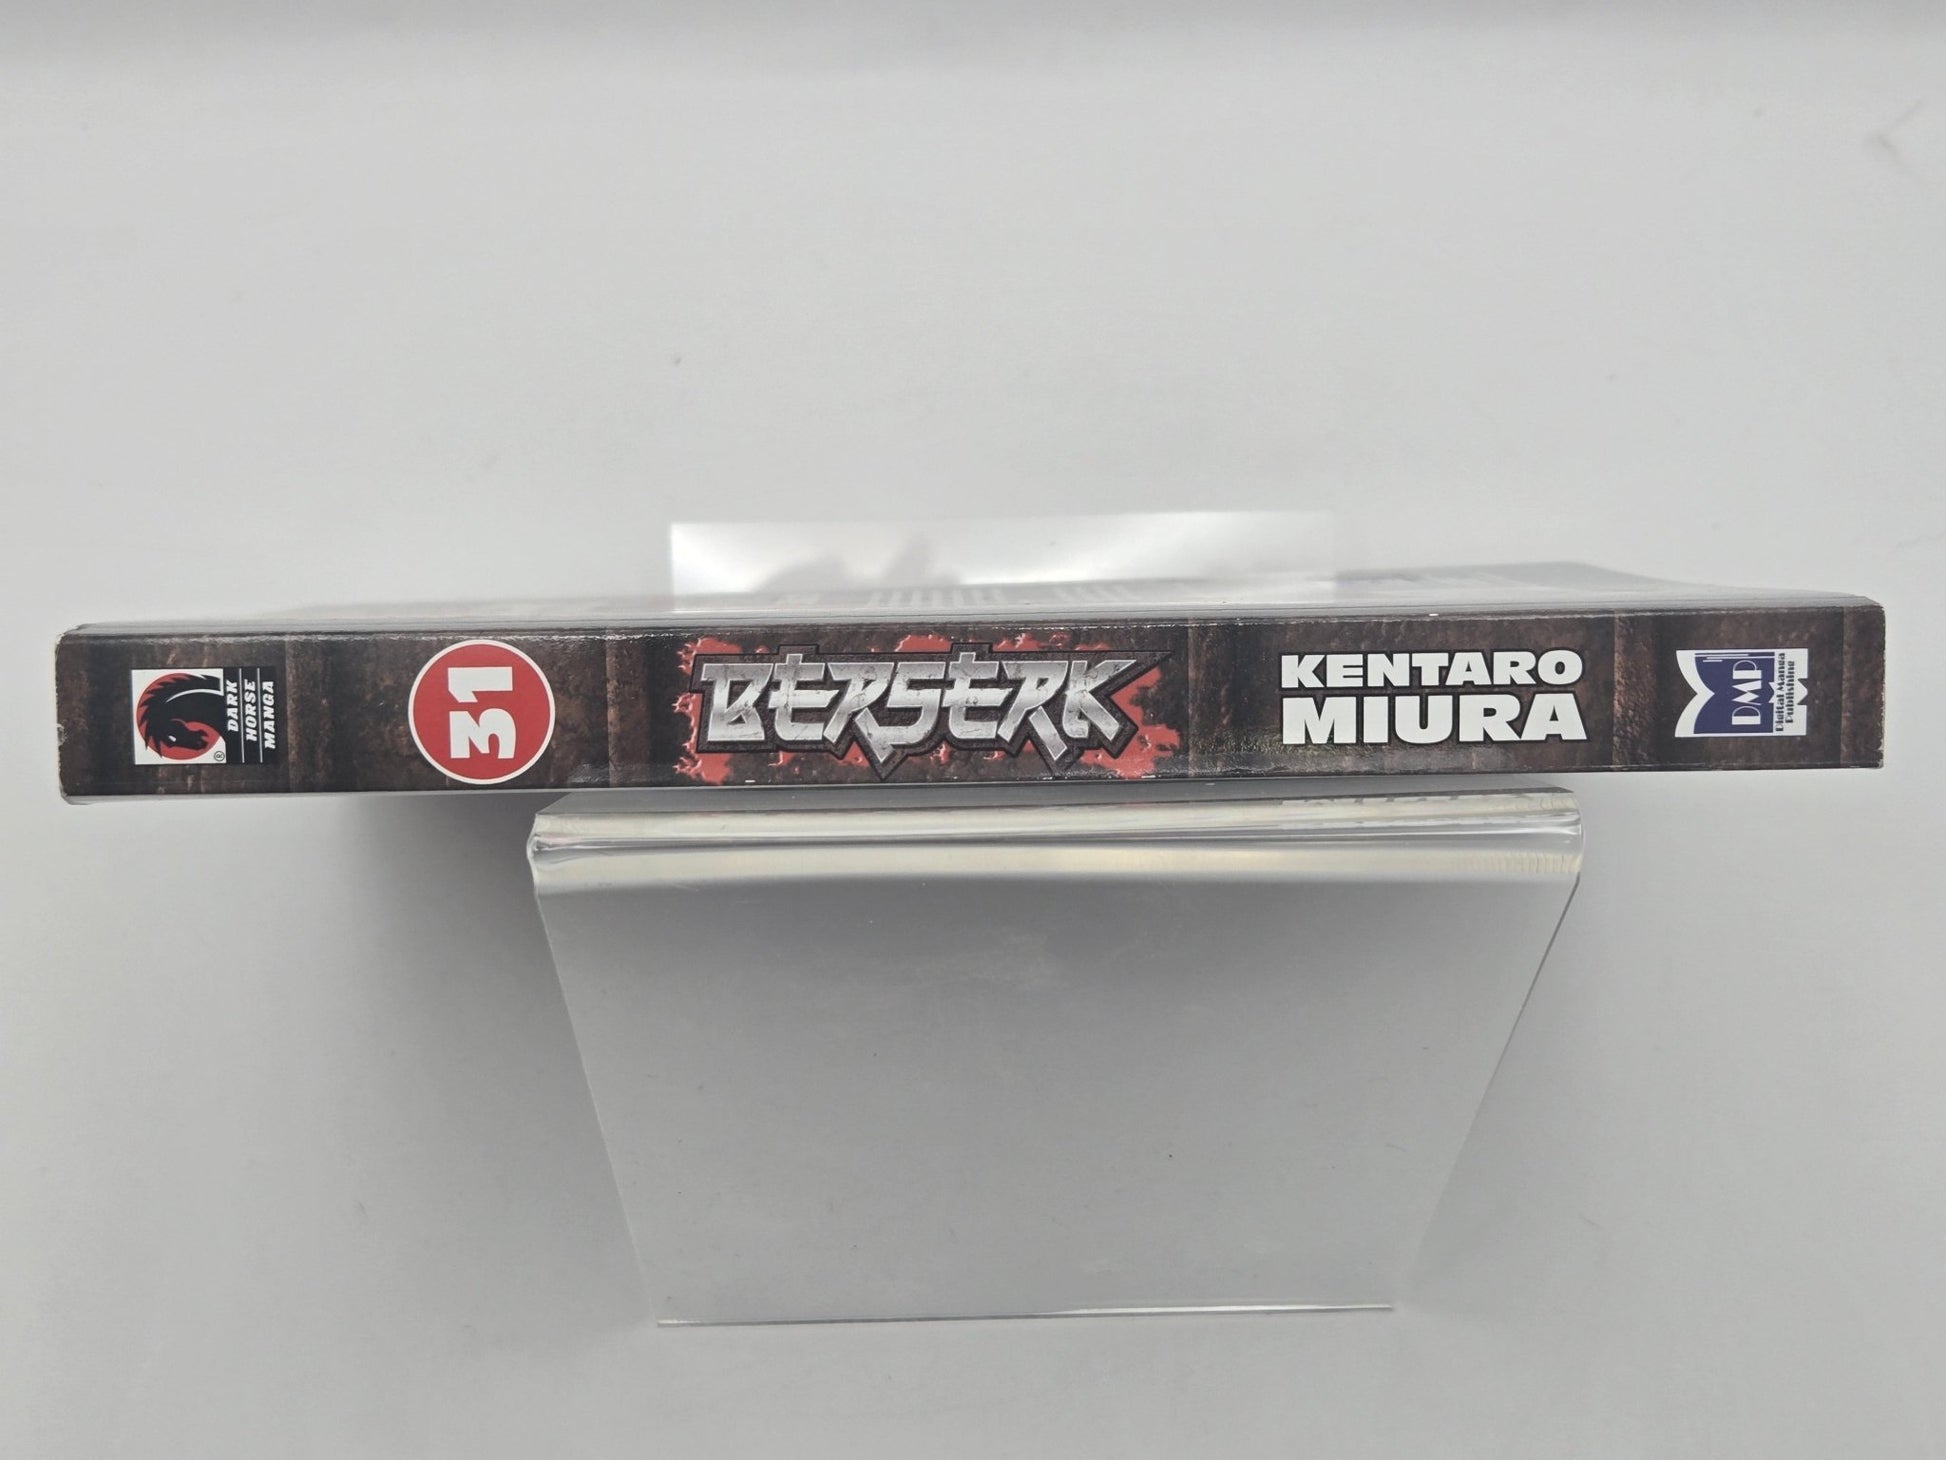 DARK
HORSE
MANGA
®
31
BERSERK
KENTARO
MIURA
DMP
Digital Manga
Publishing